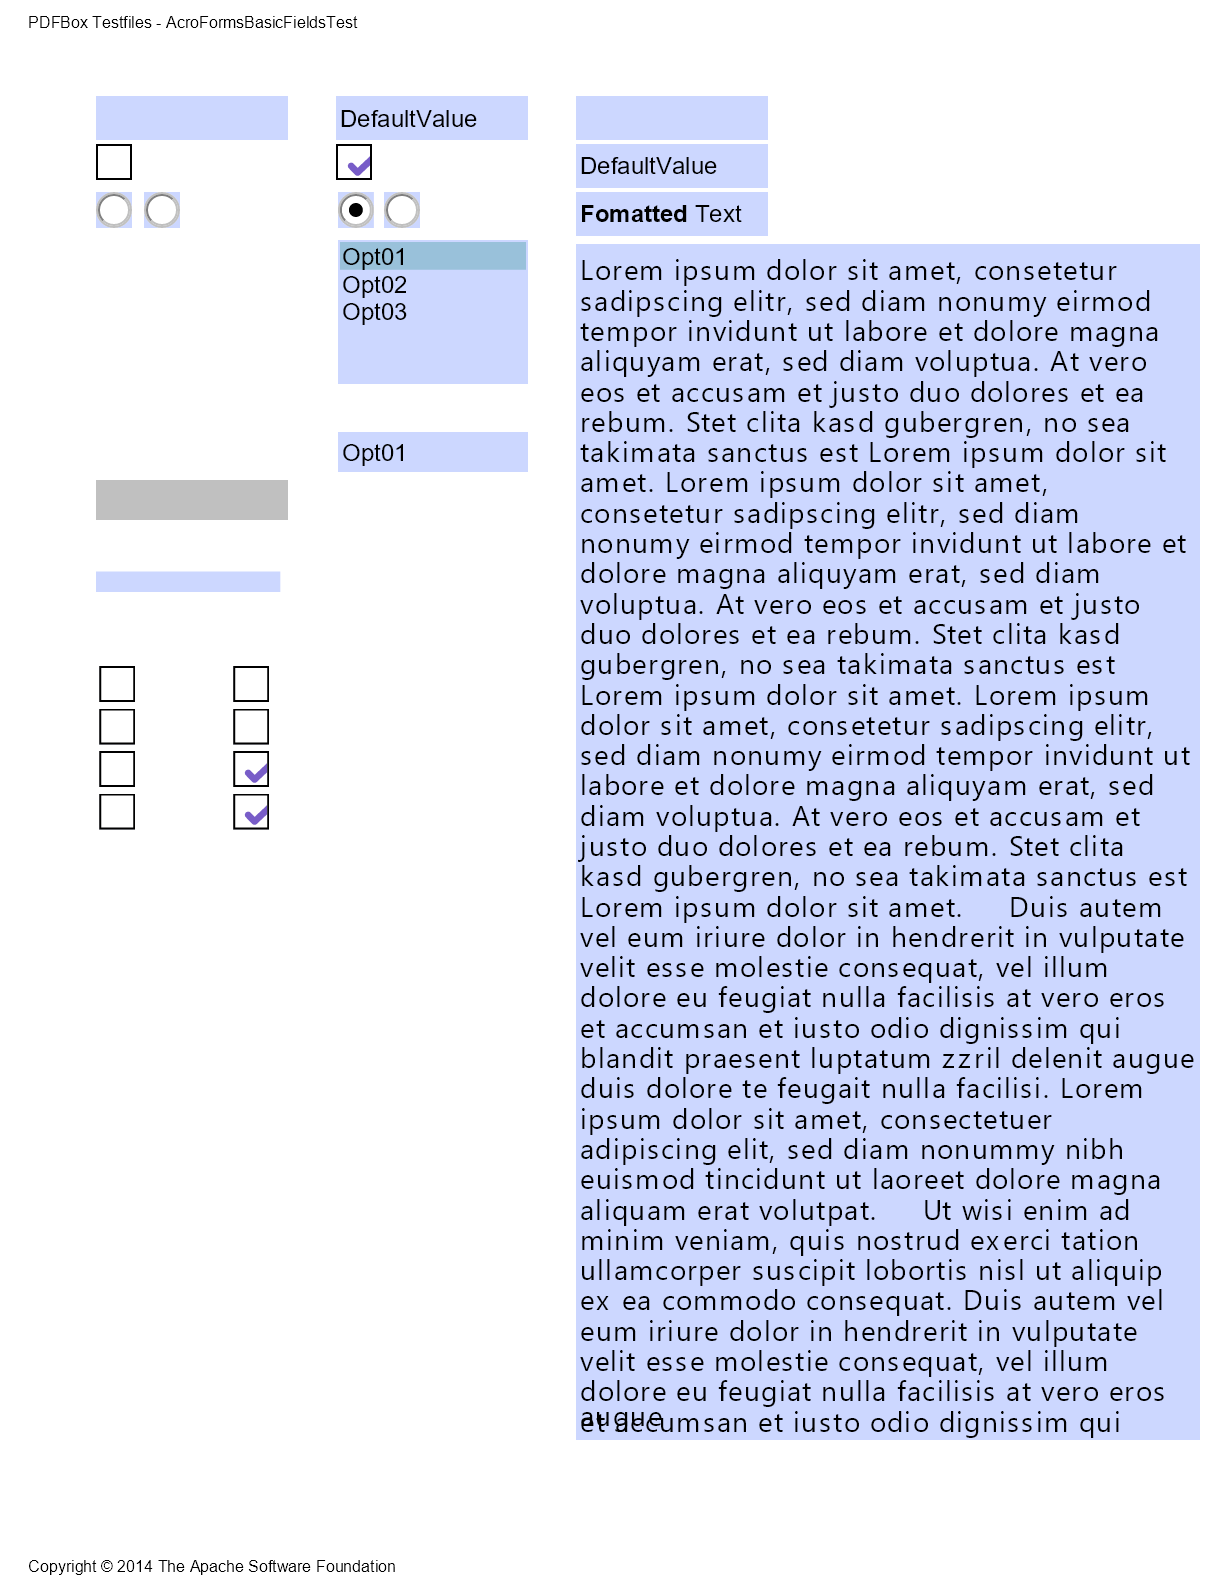 PDFBox Testfiles - AcroFormsBasicFieldsTest
DefaultValue
DefaultValue
Fomatted Text
Opt01
Opt02
Opt03
Opt01
Lorem ipsum dolor sit amet, consetetur
sadipscing elitr, sed diam nonumy eirmod
tempor invidunt ut labore et dolore magna
aliquyam erat, sed diam voluptua. At vero
eos et accusam et justo duo dolores et ea
rebum. Stet clita kasd gubergren, no sea
takimata sanctus est Lorem ipsum dolor sit
amet. Lorem ipsum dolor sit amet,
consetetur sadipscing elitr, sed diam
nonumy eirmod tempor invidunt ut labore et
dolore magna aliquyam erat, sed diam
voluptua. At vero eos et accusam et justo
duo dolores et ea rebum. Stet clita kasd
gubergren, no sea takimata sanctus est
Lorem ipsum dolor sit amet. Lorem ipsum
dolor sit amet, consetetur sadipscing elitr,
sed diam nonumy eirmod tempor invidunt ut
labore et dolore magna aliquyam erat, sed
diam voluptua. At vero eos et accusam et
justo duo dolores et ea rebum. Stet clita
kasd gubergren, no sea takimata sanctus est
Lorem ipsum dolor sit amet. Duis autem
vel eum iriure dolor in hendrerit in vulputate
velit esse molestie consequat, vel illum
dolore eu feugiat nulla facilisis at vero eros
et accumsan et iusto odio dignissim qui
blandit praesent luptatum zzril delenit augue
duis dolore te feugait nulla facilisi. Lorem
ipsum dolor sit amet, consectetuer
adipiscing elit, sed diam nonummy nibh
euismod tincidunt ut laoreet dolore magna
aliquam erat volutpat. Ut wisi enim ad
minim veniam, quis nostrud exerci tation
ullamcorper suscipit lobortis nisl ut aliquip
ex ea commodo consequat. Duis autem vel
eum iriure dolor in hendrerit in vulputate
velit esse molestie consequat, vel illum
dolore eu feugiat nulla facilisis at vero eros
augue
et accumsan et iusto odio dignissim qui
Copyright © 2014 The Apache Software Foundation